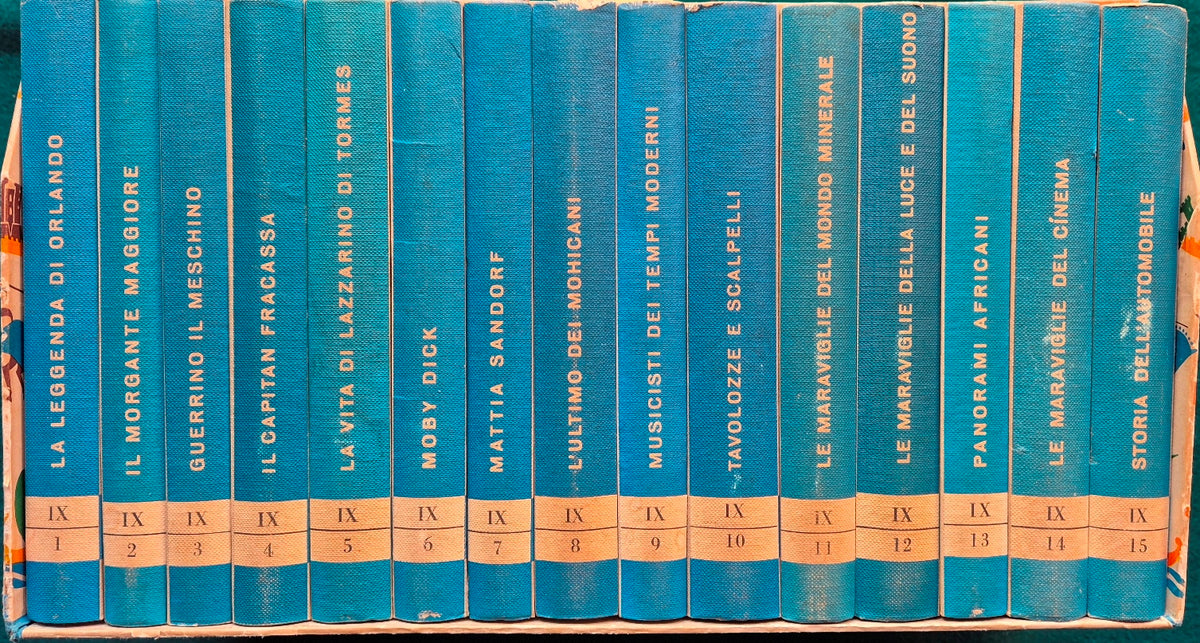 LA LEGGENDA DI ORLANDO
IX
1
IL MORGANTE MAGGIORE
IX
2
GUERRINO IL MESCHINO
IX
3
IL CAPITAN FRACASSA
IX
4
LA VITA DI LAZZARINO DI TORMES
IX
5
MOBY DICK
IX
6
MATTIA SANDORF
IX
7
L'ULTIMO DEI MOHICANI
IX
8
MUSICISTI DEI TEMPI MODERNI
IX
9
TAVOLOZZE E SCALPELLI
IX
10
LE MARAVIGLIE DEL MONDO MINERALE
IX
11
LE MARAVIGLIE DELLA LUCE E DEL SUONO
IX
12
PANORAMI AFRICANI
IX
13
LE MARAVIGLIE DEL CÍNEMA
IX
14
STORIA DELL'AUTOMOBILE
IX
15